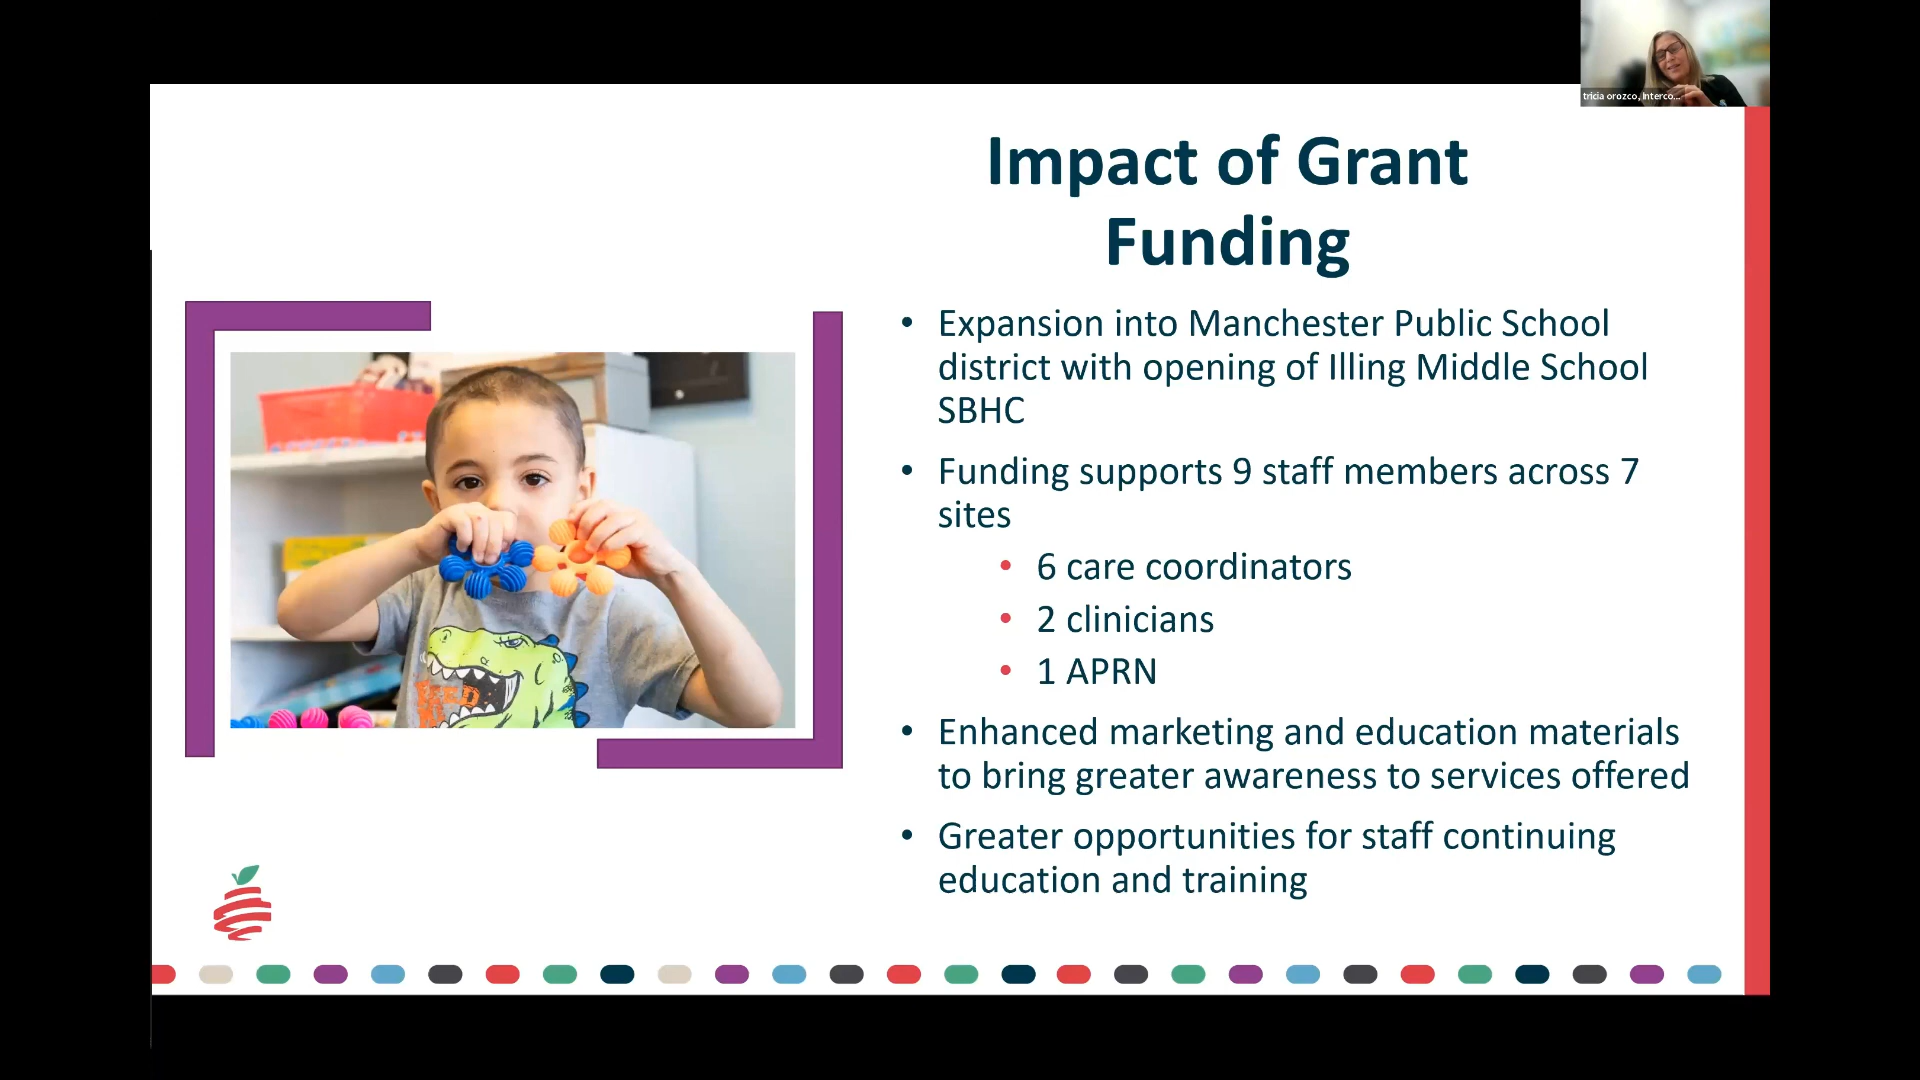 tricia orozco, Interco...
Impact of Grant
Funding
• Expansion into Manchester Public School
district with opening of Illing Middle School
SBHC
• Funding supports 9 staff members across 7
sites
• 6 care coordinators
• 2 clinicians
• 1 APRN
• Enhanced marketing and education materials
to bring greater awareness to services offered
• Greater opportunities for staff continuing
education and training